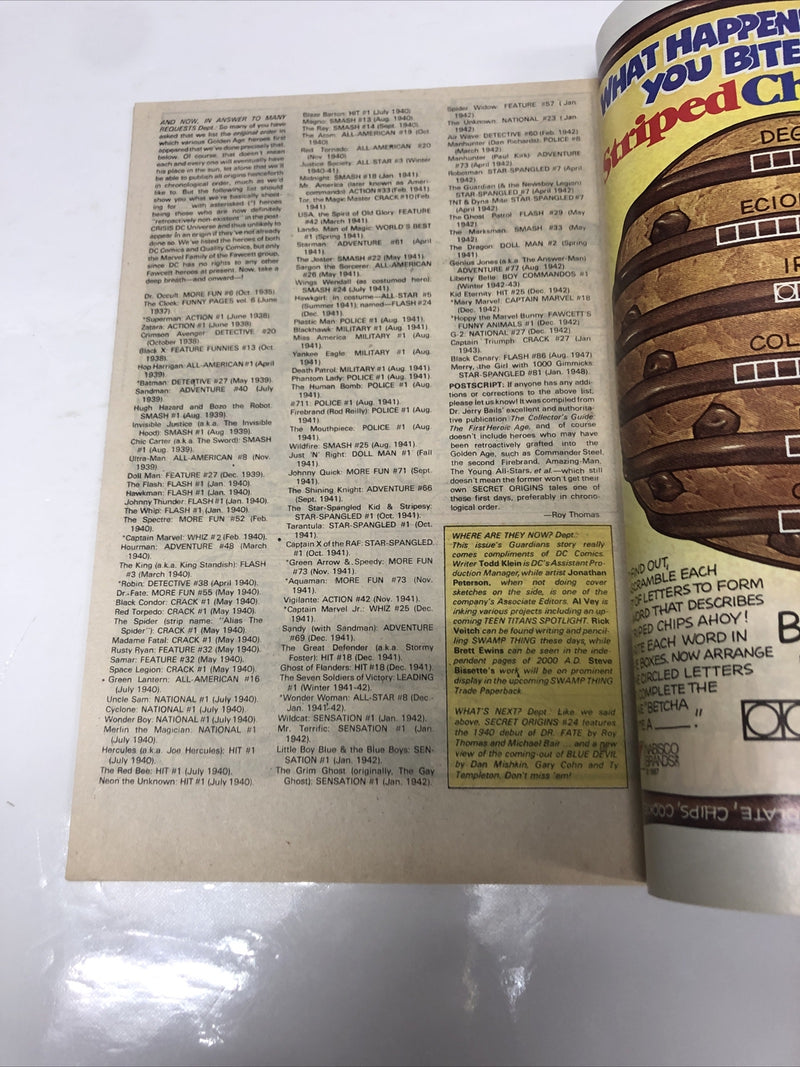 AND NOW, IN ANSWER TO MANY
REQUESTS Dept.: So many of you have
asked that we list the original order in
which various Golden Age heroes first
appeared that we've done precisely that,
below. Of course, that doesn't mean
each and every one will eventually have
his place in the sun, let alone that we'll
be able to publish all origins henceforth
in chronological order, much as we'd
like to. But the following list should
show you what we're basically shoot-
ing for— with asterisked (*) heroes
being those who are now definitely
"retroactively non-existent" in the post-
CRISIS DC Universe and thus unlikely to
appear in an origin if they've not already
done so. We've listed the heroes of both
DC Comics and Quality Comics, but only
the Marvel Family of the Fawcett group,
since DC has no rights to any other
Fawcett heroes at present. Now, take a
deep breath—and onward—!
Dr. Occult: MORE FUN #6 (Oct. 1935).
The Clock: FUNNY PAGES vol. 6 (June
1937).
*Superman: ACTION #1 (June 1938)
Zatara: ACTION #1 (June 1938)
Crimson Avenger: DETECTIVE #20
(October 1938).
Black X: FEATURE FUNNIES #13 (Oct.
1938).
Hop Harrigan: ALL-AMERICAN #1 (April
1939).
*Batman: DETECTIVE #27 (May 1939).
Sandman: ADVENTURE #40 (July
1939).
Hugh Hazard and Bozo the Robot:
SMASH #1 (Aug. 1939).
Invisible Justice (a.k.a. The Invisible
Hood): SMASH #1 (Aug. 1939).
Chic Carter (a.k.a. The Sword): SMASH
#1 (Aug. 1939).
Ultra-Man: ALL-AMERICAN #8 (Nov.
1939).
Doll Man: FEATURE #27 (Dec. 1939).
The Flash: FLASH #1 (Jan. 1940).
Hawkman: FLASH #1 (Jan. 1940).
Johnny Thunder: FLASH #1 (Jan. 1940).
The Whip: FLASH #1 (Jan. 1940).
The Spectre: MORE FUN #52 (Feb.
1940).
*Captain Marvel: WHIZ #2 (Feb. 1940).
Hourman: ADVENTURE #48 (March
1940).
The King (a.k.a. King Standish): FLASH
#3 (March 1940).
*Robin: DETECTIVE #38 (April 1940).
Dr. Fate: MORE FUN #55 (May 1940).
Black Condor: CRACK #1 (May 1940).
Red Torpedo: CRACK #1 (May 1940).
The Spider (strip name: "Alias The
Spider"): CRACK #1 (May 1940).
Madame Fatal: CRACK #1 (May 1940).
Rusty Ryan: FEATURE #32 (May 1940).
Samar: FEATURE #32 (May 1940).
Space Legion: CRACK #1 (May 1940).
Green Lantern: ALL-AMERICAN #16
(July 1940).
Uncle Sam: NATIONAL #1 (July 1940).
Cyclone: NATIONAL #1 (July 1940).
Wonder Boy: NATIONAL #1 (July 1940).
Merlin the Magician: NATIONAL #1
(July 1940).
Hercules (a.k.a. Joe Hercules): HIT #1
(July 1940).
The Red Bee: HIT #1 (July 1940).
Neon the Unknown: HIT #1 (July 1940).
Blaze Barton: HIT #1 (July 1940)
Magno: SMASH #13 (Aug. 1940).
The Ray: SMASH #14 (Sept. 1940).
The Atom: ALL-AMERICAN #19 (Oct.
1940)
Red Tornado: ALL-AMERICAN #20
(Nov. 1940)
Justice Society: ALL STAR #3 (Winter
1940-41).
Midnight: SMASH #18 (Jan. 1941).
Mr. America (later known as Ameri-
commando): ACTION #33 (Feb. 1941).
Tor, the Magic Master: CRACK #10 (Feb.
1941).
USA, the Spirit of Old Glory: FEATURE
#42 (March 1941).
Lando, Man of Magic: WORLD'S BEST
#1 (Spring 1941).
Starman: ADVENTURE #61 (April
1941).
The Jester: SMASH #22 (May 1941).
Sargon the Sorcerer: ALL-AMERICAN
#26 (May 1941).
Wings Wendall (as costumed hero):
SMASH #24 (July 1941).
Hawkgirl: in costume—ALL-STAR #5
(Summer 1941); named—FLASH #24
(Dec. 1941).
Plastic Man: POLICE #1 (Aug. 1941).
Blackhawk: MILITARY #1 (Aug. 1941).
Miss America: MILITARY #1 (Aug.
1941).
Yankee Eagle: MILITARY #1 (Aug.
1941).
Death Patrol: MILITARY #1 (Aug. 1941).
Phantom Lady: POLICE #1 (Aug. 1941).
The Human Bomb: POLICE #1 (Aug.
1941).
#711: POLICE #1 (Aug. 1941).
Firebrand (Rod Reilly): POLICE #1 (Aug.
1941).
The Mouthpiece: POLICE #1 (Aug.
1941).
Wildfire: SMASH #25 (Aug. 1941).
Just 'N' Right: DOLL MAN #1 (Fall
1941).
Johnny Quick: MORE FUN #71 (Sept.
1941).
The Shining Knight: ADVENTURE #66
(Sept. 1941).
The Star-Spangled Kid & Stripesy:
STAR-SPANGLED #1 (Oct. 1941).
Tarantula: STAR-SPANGLED #1 (Oct.
1941).
Captain X of the RAF: STAR-SPANGLED
#1 (Oct. 1941).
*Green Arrow & Speedy: MORE FUN
#73 (Nov. 1941).
*Aquaman: MORE FUN #73 (Nov.
1941).
Vigilante: ACTION #42 (Nov. 1941).
*Captain Marvel Jr.: WHIZ #25 (Dec.
1941).
Sandy (with Sandman): ADVENTURE
#69 (Dec. 1941).
The Great Defender (a.k.a. Stormy
Foster): HIT #18 (Dec. 1941).
Ghost of Flanders: HIT #18 (Dec. 1941).
The Seven Soldiers of Victory: LEADING
#1 (Winter 1941-42).
*Wonder Woman: ALL-STAR #8 (Dec.-
Jan. 1941-42).
Wildcat: SENSATION #1 (Jan. 1942).
Mr. Terrific: SENSATION #1 (Jan.
1942).
Little Boy Blue & the Blue Boys: SEN-
SATION #1 (Jan. 1942).
The Grim Ghost (originally, The Gay
Ghost): SENSATION #1 (Jan. 1942).
Spider Widow: FEATURE #57 (Jan.
1942).
The Unknown: NATIONAL #23 (Jan.
1942).
Air Wave: DETECTIVE #60 (Feb. 1942).
Manhunter (Dan Richards): POLICE #8
(March 1942).
Manhunter (Paul Kirk): ADVENTURE
#73 (April 1942).
Robotman: STAR-SPANGLED #7 (April
1942).
The Guardian (& the Newsboy Legion):
STAR-SPANGLED #7 (April 1942).
TNT & Dyna-Mite: STAR-SPANGLED #7
(April 1942).
The Ghost Patrol: FLASH #29 (May
1942).
The Marksman: SMASH #33 (May
1942).
The Dragon: DOLL MAN #2 (Spring
1941).
Genius Jones (a.k.a. The Answer-Man):
ADVENTURE #77 (Aug. 1942)
Liberty Belle: BOY COMMANDOS #1
(Winter 1942-43).
Kid Eternity: HIT #25 (Dec. 1942).
*Mary Marvel: CAPTAIN MARVEL #18
(Dec. 1942).
*Hoppy the Marvel Bunny: FAWCETT'S
FUNNY ANIMALS #1 (Dec. 1942).
G-2: NATIONAL #27 (Dec. 1942).
Captain Triumph: CRACK #27 (Jan.
1943).
Black Canary: FLASH #86 (Aug. 1947)
Merry, the Girl with 1000 Gimmicks:
STAR-SPANGLED #81 (Jan. 1948).
POSTSCRIPT: If anyone has any addi-
tions or corrections to the above list,
please let us know! It was compiled from
Dr. Jerry Bails' excellent and authorita-
tive publication The Collector's Guide:
The First Heroic Age, and of course
doesn't include heroes who may have
been retroactively grafted into the
Golden Age, such as Commander Steel,
the second Firebrand, Amazing-Man,
The Young All-Stars, et al.—which still
doesn't mean the former won't get their
own SECRET ORIGINS tales one of
these first days, preferably in chrono-
logical order.
—Roy Thomas
WHERE ARE THEY NOW? Dept.:
This issue's Guardians story really
comes compliments of DC Comics.
Writer Todd Klein is DC's Assistant Pro-
duction Manager, while artist Jonathan
Peterson, when not doing cover
sketches on the side, is one of the
company's Associate Editors. Al Vey is
inking various projects including an up-
coming TEEN TITANS SPOTLIGHT. Rick
Veitch can be found writing and pencil-
ling SWAMP THING these days, while
Brett Ewins can be seen in the inde-
pendent pages of 2000 A.D. Steve
Bissette's work will be on prominent
display in the upcoming SWAMP THING
Trade Paperback.
WHAT'S NEXT? Dept.: Like we said
above, SECRET ORIGINS #24 features
the 1940 debut of DR. FATE by Roy
Thomas and Michael Bair... and a new
view of the coming-out of BLUE DEVIL
by Dan Mishkin, Gary Cohn and Ty
Templeton. Don't miss 'em!
WHAT HAPPEN
YOU BITE
Striped Ch
DEC
ECIO
COL
FIND OUT,
SCRAMBLE EACH
OF LETTERS TO FORM
WORD THAT DESCRIBES
PED CHIPS AHOY!
EACH WORD IN
BOXES. NOW ARRANGE
CIRCLED LETTERS
OMPLETE THE
"BETCHA
E A ____."
B
NABISCO
BRANDS
© 1987
OLATE, CHIPS, COOK